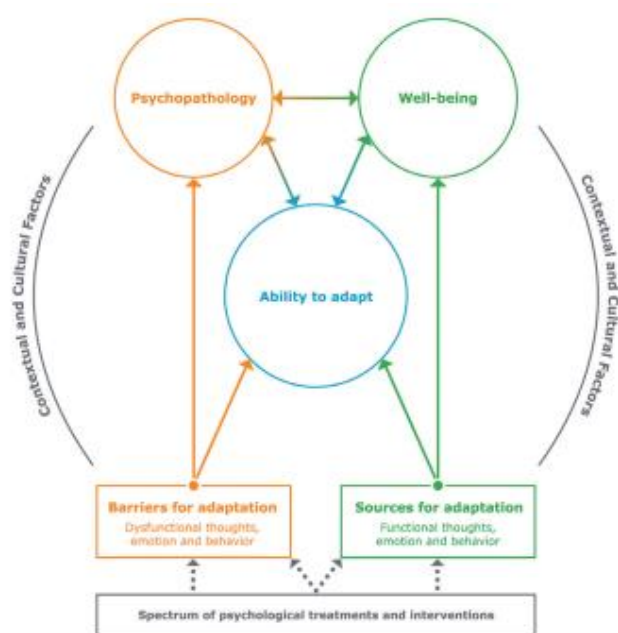 Psychopathology
Well-being
Contextual and Cultural Factors
Contextual and Cultural Factors
Ability to adapt
Barriers for adaptation
Dysfunctional thoughts,
emotion and behavior
Sources for adaptation
Functional thoughts,
emotion and behavior
Spectrum of psychological treatments and interventions